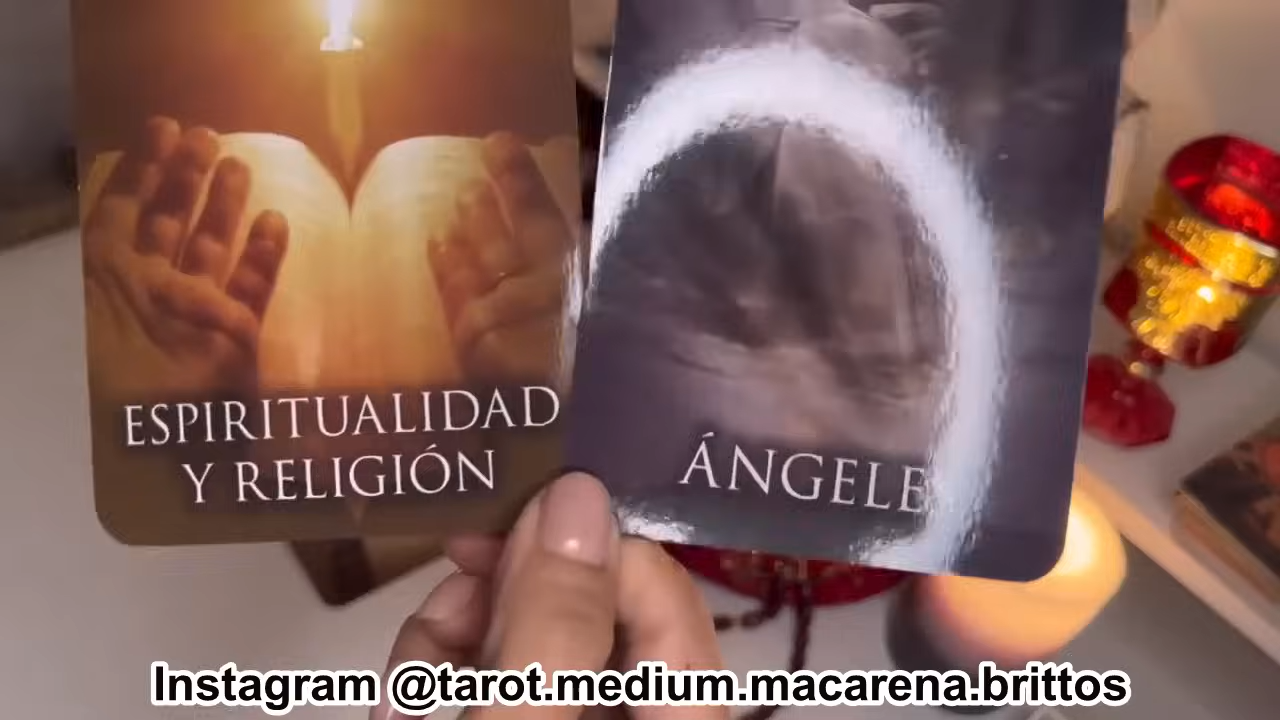 ESPIRITUALIDAD
Y RELIGIÓN
ÁNGELE
Instagram @tarot.medium.macarena.brittos